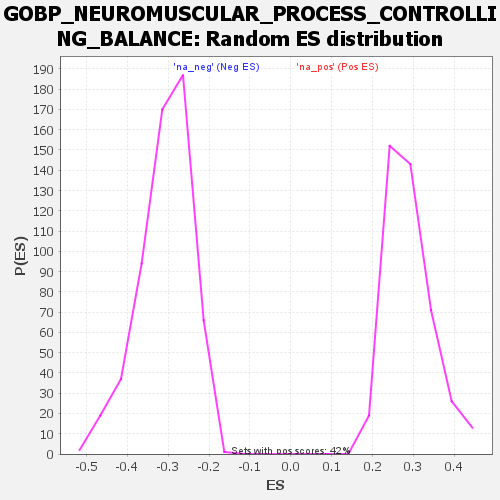 GOBP_NEUROMUSCULAR_PROCESS_CONTROLLI
NG_BALANCE: Random ES distribution
'na_neg' (Neg ES) 'na_pos' (Pos ES)
190
180
170
160
150
140
130
120
110
100
90
80
70
60
50
40
30
20
10
0
P(ES)
Sets with pos scores: 42%
-0.5 -0.4 -0.3 -0.2 -0.1 0.0 0.1 0.2 0.3 0.4
ES